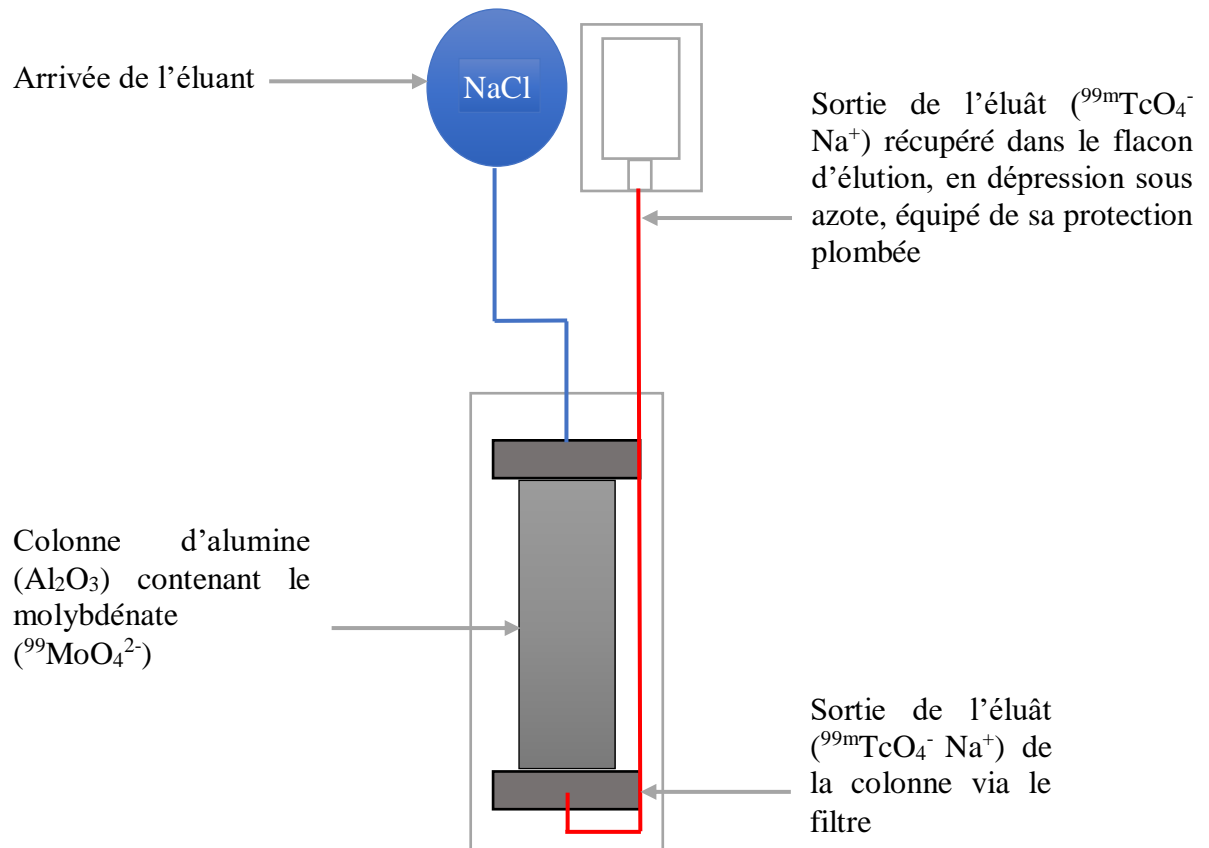 Arrivée de l'éluant
NaCl
Sortie de l'éluât (⁹⁹ᵐTcO₄⁻
Na⁺) récupéré dans le flacon
d'élution, en dépression sous
azote, équipé de sa protection
plombée
Colonne d'alumine
(Al₂O₃) contenant le
molybdénate
(⁹⁹MoO₄²⁻)
Sortie de l'éluât
(⁹⁹ᵐTcO₄⁻ Na⁺) de
la colonne via le
filtre